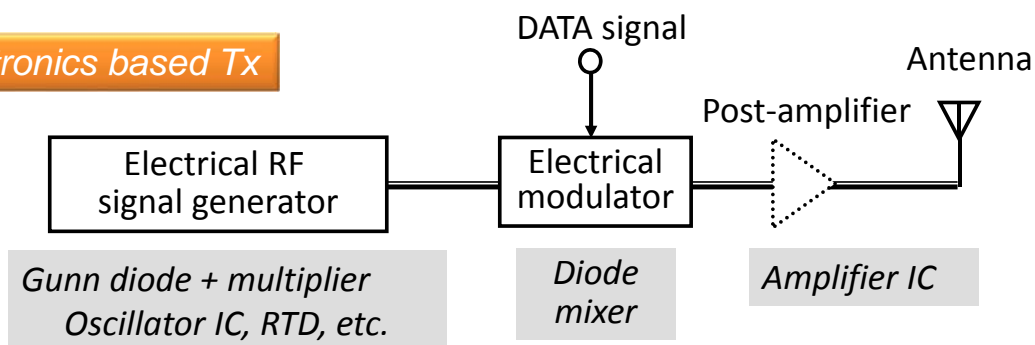 tronics based Tx
DATA signal
Antenna
Post-amplifier
Electrical RF
signal generator
Electrical
modulator
Gunn diode + multiplier
Oscillator IC, RTD, etc.
Diode
mixer
Amplifier IC